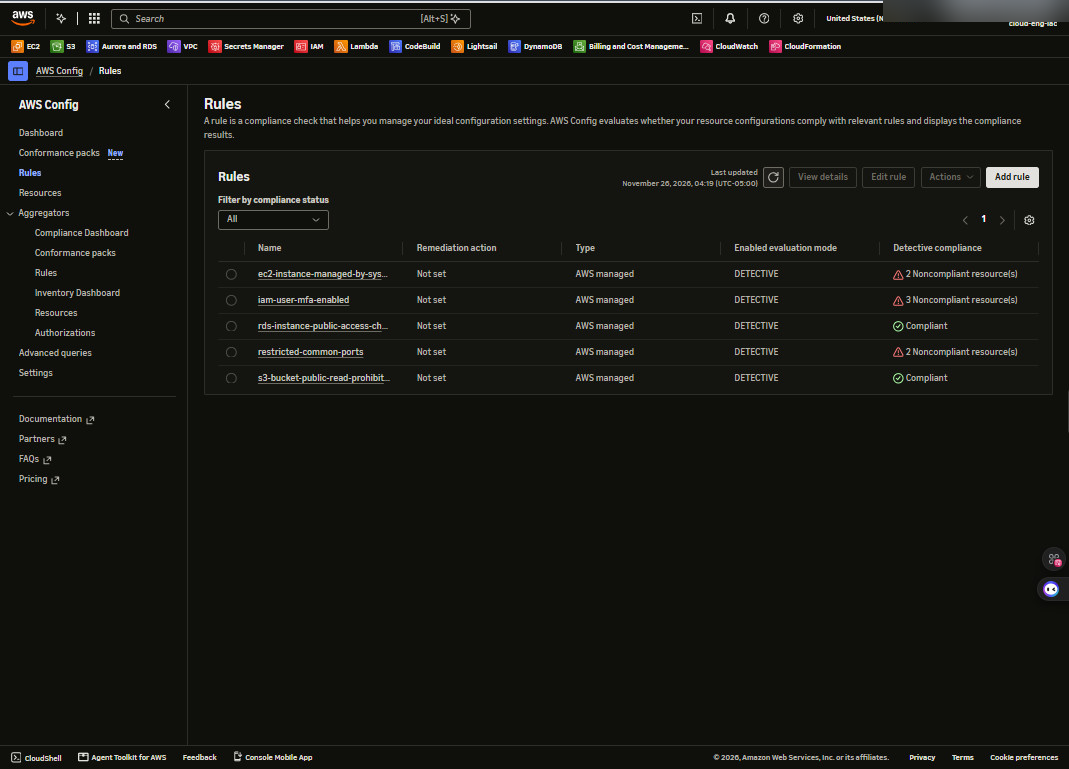 aws
Search [Alt+S]
United States (N
cloud-eng-lac
EC2 S3 Aurora and RDS VPC Secrets Manager IAM Lambda CodeBuild Lightsail DynamoDB Billing and Cost Manageme... CloudWatch CloudFormation
AWS Config / Rules
AWS Config
Dashboard
Conformance packs New
Rules
Resources
Aggregators
Compliance Dashboard
Conformance packs
Rules
Inventory Dashboard
Resources
Authorizations
Advanced queries
Settings
Documentation
Partners
FAQs
Pricing
Rules
A rule is a compliance check that helps you manage your ideal configuration settings. AWS Config evaluates whether your resource configurations comply with relevant rules and displays the compliance
results.
Rules
Last updated
November 26, 2026, 04:19 (UTC-05:00)
View details Edit rule Actions Add rule
Filter by compliance status
All
1
Name Remediation action Type Enabled evaluation mode Detective compliance
ec2-instance-managed-by-sys... Not set AWS managed DETECTIVE 2 Noncompliant resource(s)
iam-user-mfa-enabled Not set AWS managed DETECTIVE 3 Noncompliant resource(s)
rds-instance-public-access-ch... Not set AWS managed DETECTIVE Compliant
restricted-common-ports Not set AWS managed DETECTIVE 2 Noncompliant resource(s)
s3-bucket-public-read-prohibit... Not set AWS managed DETECTIVE Compliant
CloudShell Agent Toolkit for AWS Feedback Console Mobile App © 2026, Amazon Web Services, Inc. or its affiliates. Privacy Terms Cookie preferences